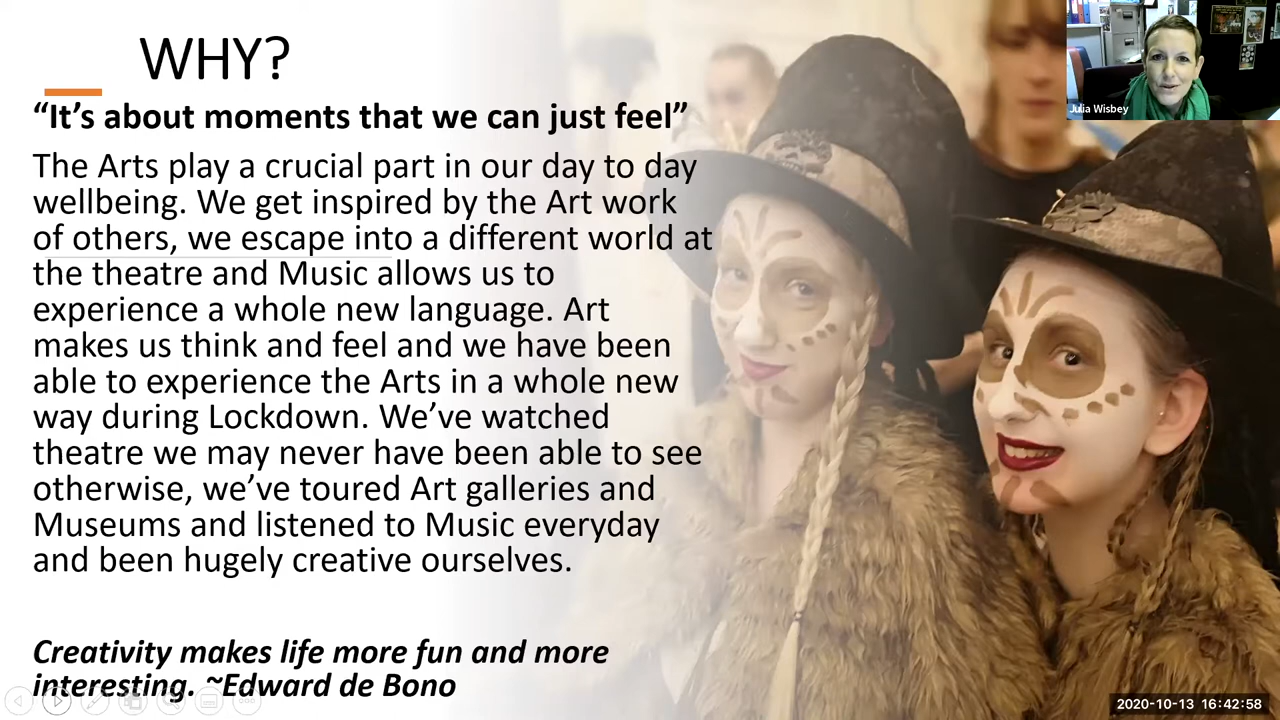 WHY?
“It’s about moments that we can just feel”
The Arts play a crucial part in our day to day
wellbeing. We get inspired by the Art work
of others, we escape into a different world at
the theatre and Music allows us to
experience a whole new language. Art
makes us think and feel and we have been
able to experience the Arts in a whole new
way during Lockdown. We’ve watched
theatre we may never have been able to see
otherwise, we’ve toured Art galleries and
Museums and listened to Music everyday
and been hugely creative ourselves.
Creativity makes life more fun and more
interesting. ~Edward de Bono
Julia Wisbey
2020-10-13 16:42:58